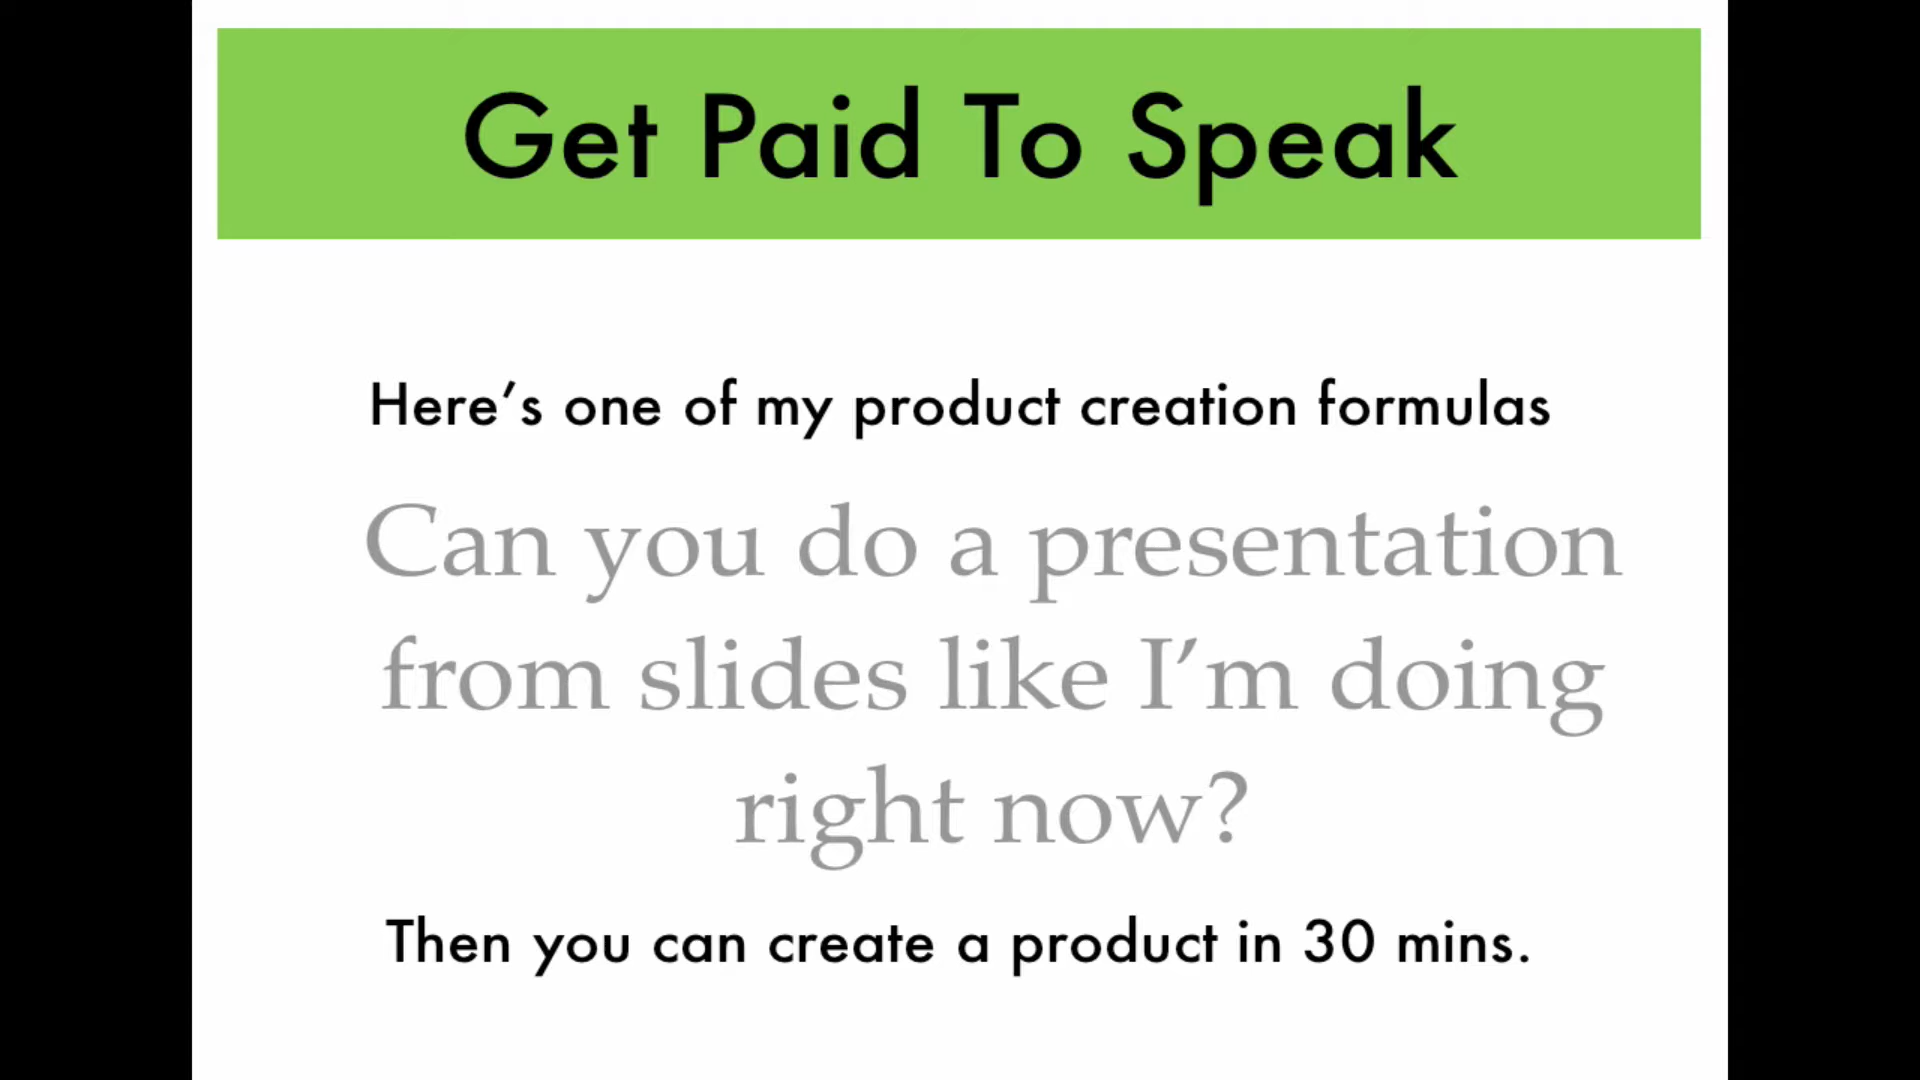 Get Paid To Speak
Here’s one of my product creation formulas
Can you do a presentation
from slides like I’m doing
right now?
Then you can create a product in 30 mins.